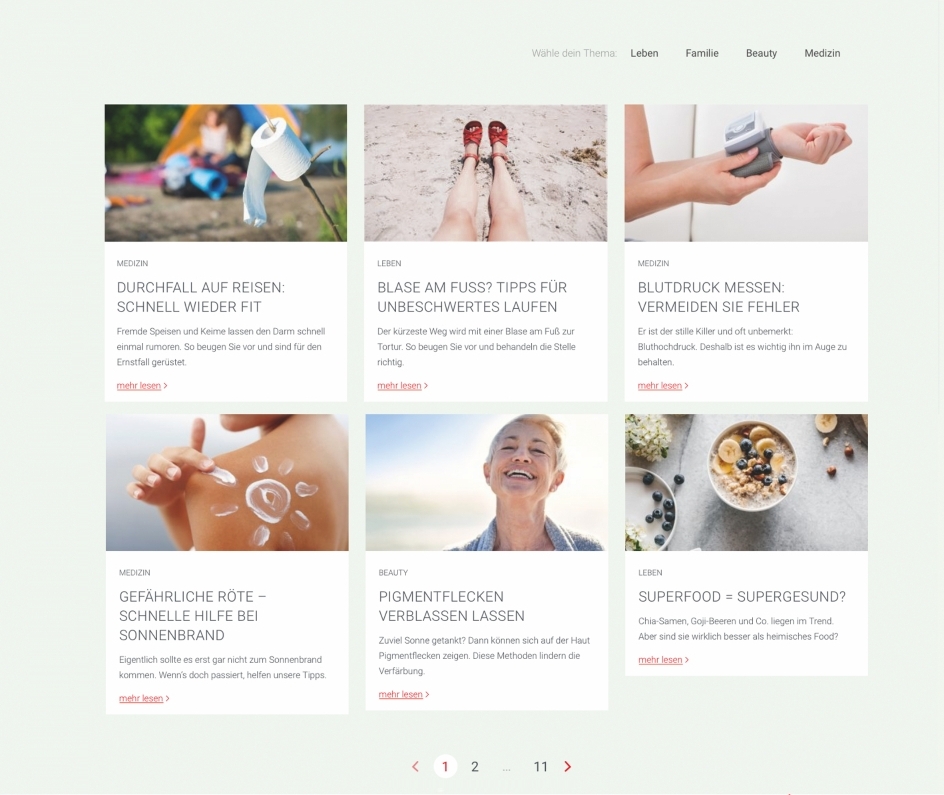 Wähle dein Thema: Leben Familie Beauty Medizin
MEDIZIN
DURCHFALL AUF REISEN:
SCHNELL WIEDER FIT
Fremde Speisen und Keime lassen den Darm schnell
einmal rumoren. So beugen Sie vor und sind für den
Ernstfall gerüstet.
mehr lesen
LEBEN
BLASE AM FUSS? TIPPS FÜR
UNBESCHWERTES LAUFEN
Der kürzeste Weg wird mit einer Blase am Fuß zur
Tortur. So beugen Sie vor und behandeln die Stelle
richtig.
mehr lesen
MEDIZIN
BLUTDRUCK MESSEN:
VERMEIDEN SIE FEHLER
Er ist der stille Killer und oft unbemerkt:
Bluthochdruck. Deshalb ist es wichtig ihn im Auge zu
behalten.
mehr lesen
MEDIZIN
GEFÄHRLICHE RÖTE –
SCHNELLE HILFE BEI
SONNENBRAND
Eigentlich sollte es erst gar nicht zum Sonnenbrand
kommen. Wenn's doch passiert, helfen unsere Tipps.
mehr lesen
BEAUTY
PIGMENTFLECKEN
VERBLASSEN LASSEN
Zuviel Sonne getankt? Dann können sich auf der Haut
Pigmentflecken zeigen. Diese Methoden lindern die
Verfärbung.
mehr lesen
LEBEN
SUPERFOOD = SUPERGESUND?
Chia-Samen, Goji-Beeren und Co. liegen im Trend.
Aber sind sie wirklich besser als heimisches Food?
mehr lesen
1 2 ... 11